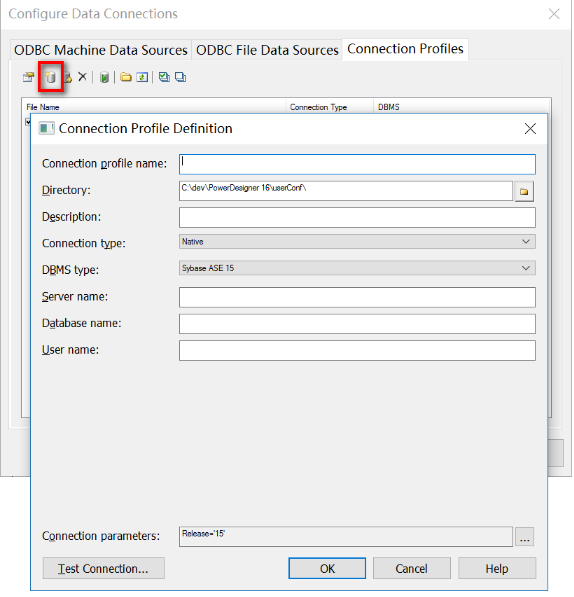 Configure Data Connections
ODBC Machine Data Sources ODBC File Data Sources Connection Profiles
File Name Connection Type DBMS
Connection Profile Definition
Connection profile name:
Directory: C:\dev\PowerDesigner 16\userConf\
Description:
Connection type: Native
DBMS type: Sybase ASE 15
Server name:
Database name:
User name:
Connection parameters: Release='15' ...
Test Connection... OK Cancel Help